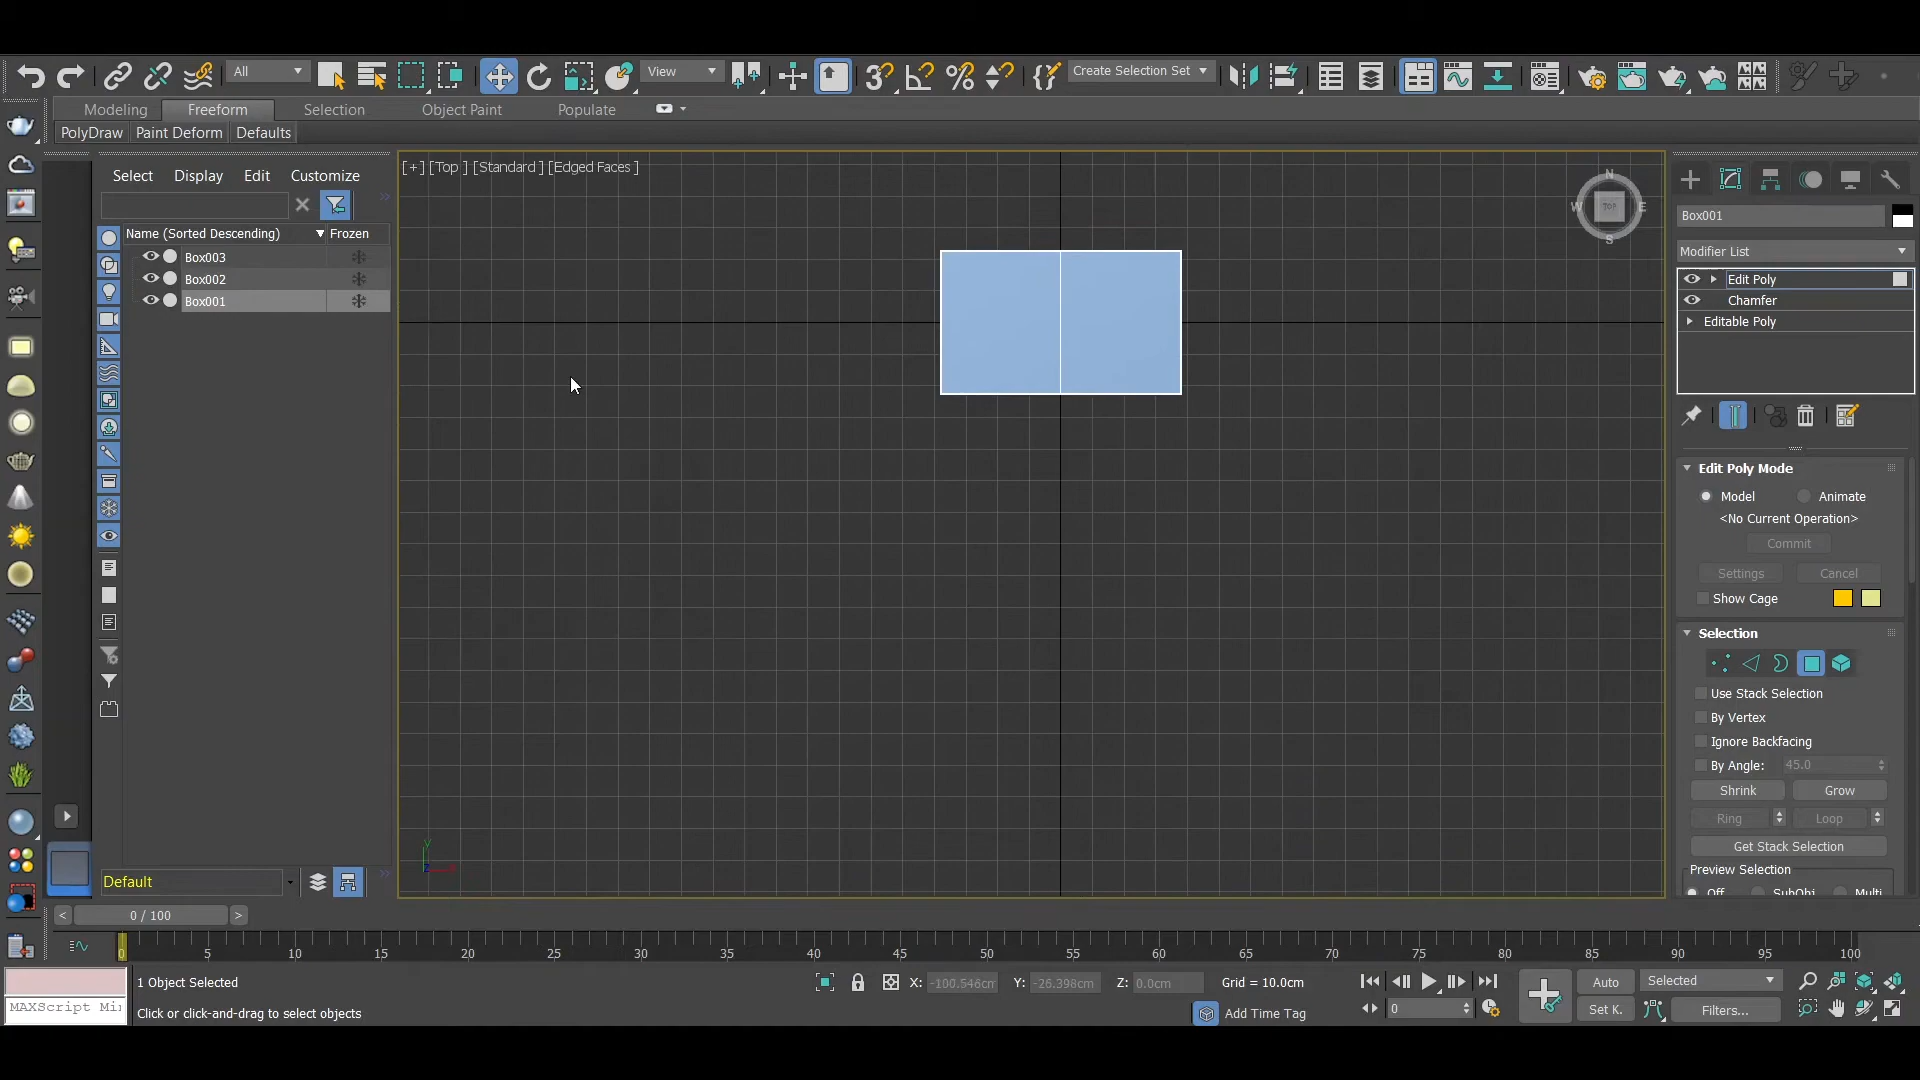 All
View
Create Selection Set
Modeling
Freeform
Selection
Object Paint
Populate
PolyDraw
Paint Deform
Defaults
Select
Display
Edit
Customize
Name (Sorted Descending)
Frozen
Box003
Box002
Box001
Default
[+] [Top ] [Standard ] [Edged Faces ]
N
W
TOP
E
S
Box001
Modifier List
Edit Poly
Chamfer
Editable Poly
Edit Poly Mode
Model
Animate
<No Current Operation>
Commit
Settings
Cancel
Show Cage
Selection
Use Stack Selection
By Vertex
Ignore Backfacing
By Angle:
45.0
Shrink
Grow
Ring
Loop
Get Stack Selection
Preview Selection
Off
SubObj
Multi
< 0 / 100 >
0 5 10 15 20 25 30 35 40 45 50 55 60 65 70 75 80 85 90 95 100
MAXScript Mi
1 Object Selected
Click or click-and-drag to select objects
X: -100.546cm
Y: -26.398cm
Z: 0.0cm
Grid = 10.0cm
Add Time Tag
0
Auto
Selected
Set K.
Filters...